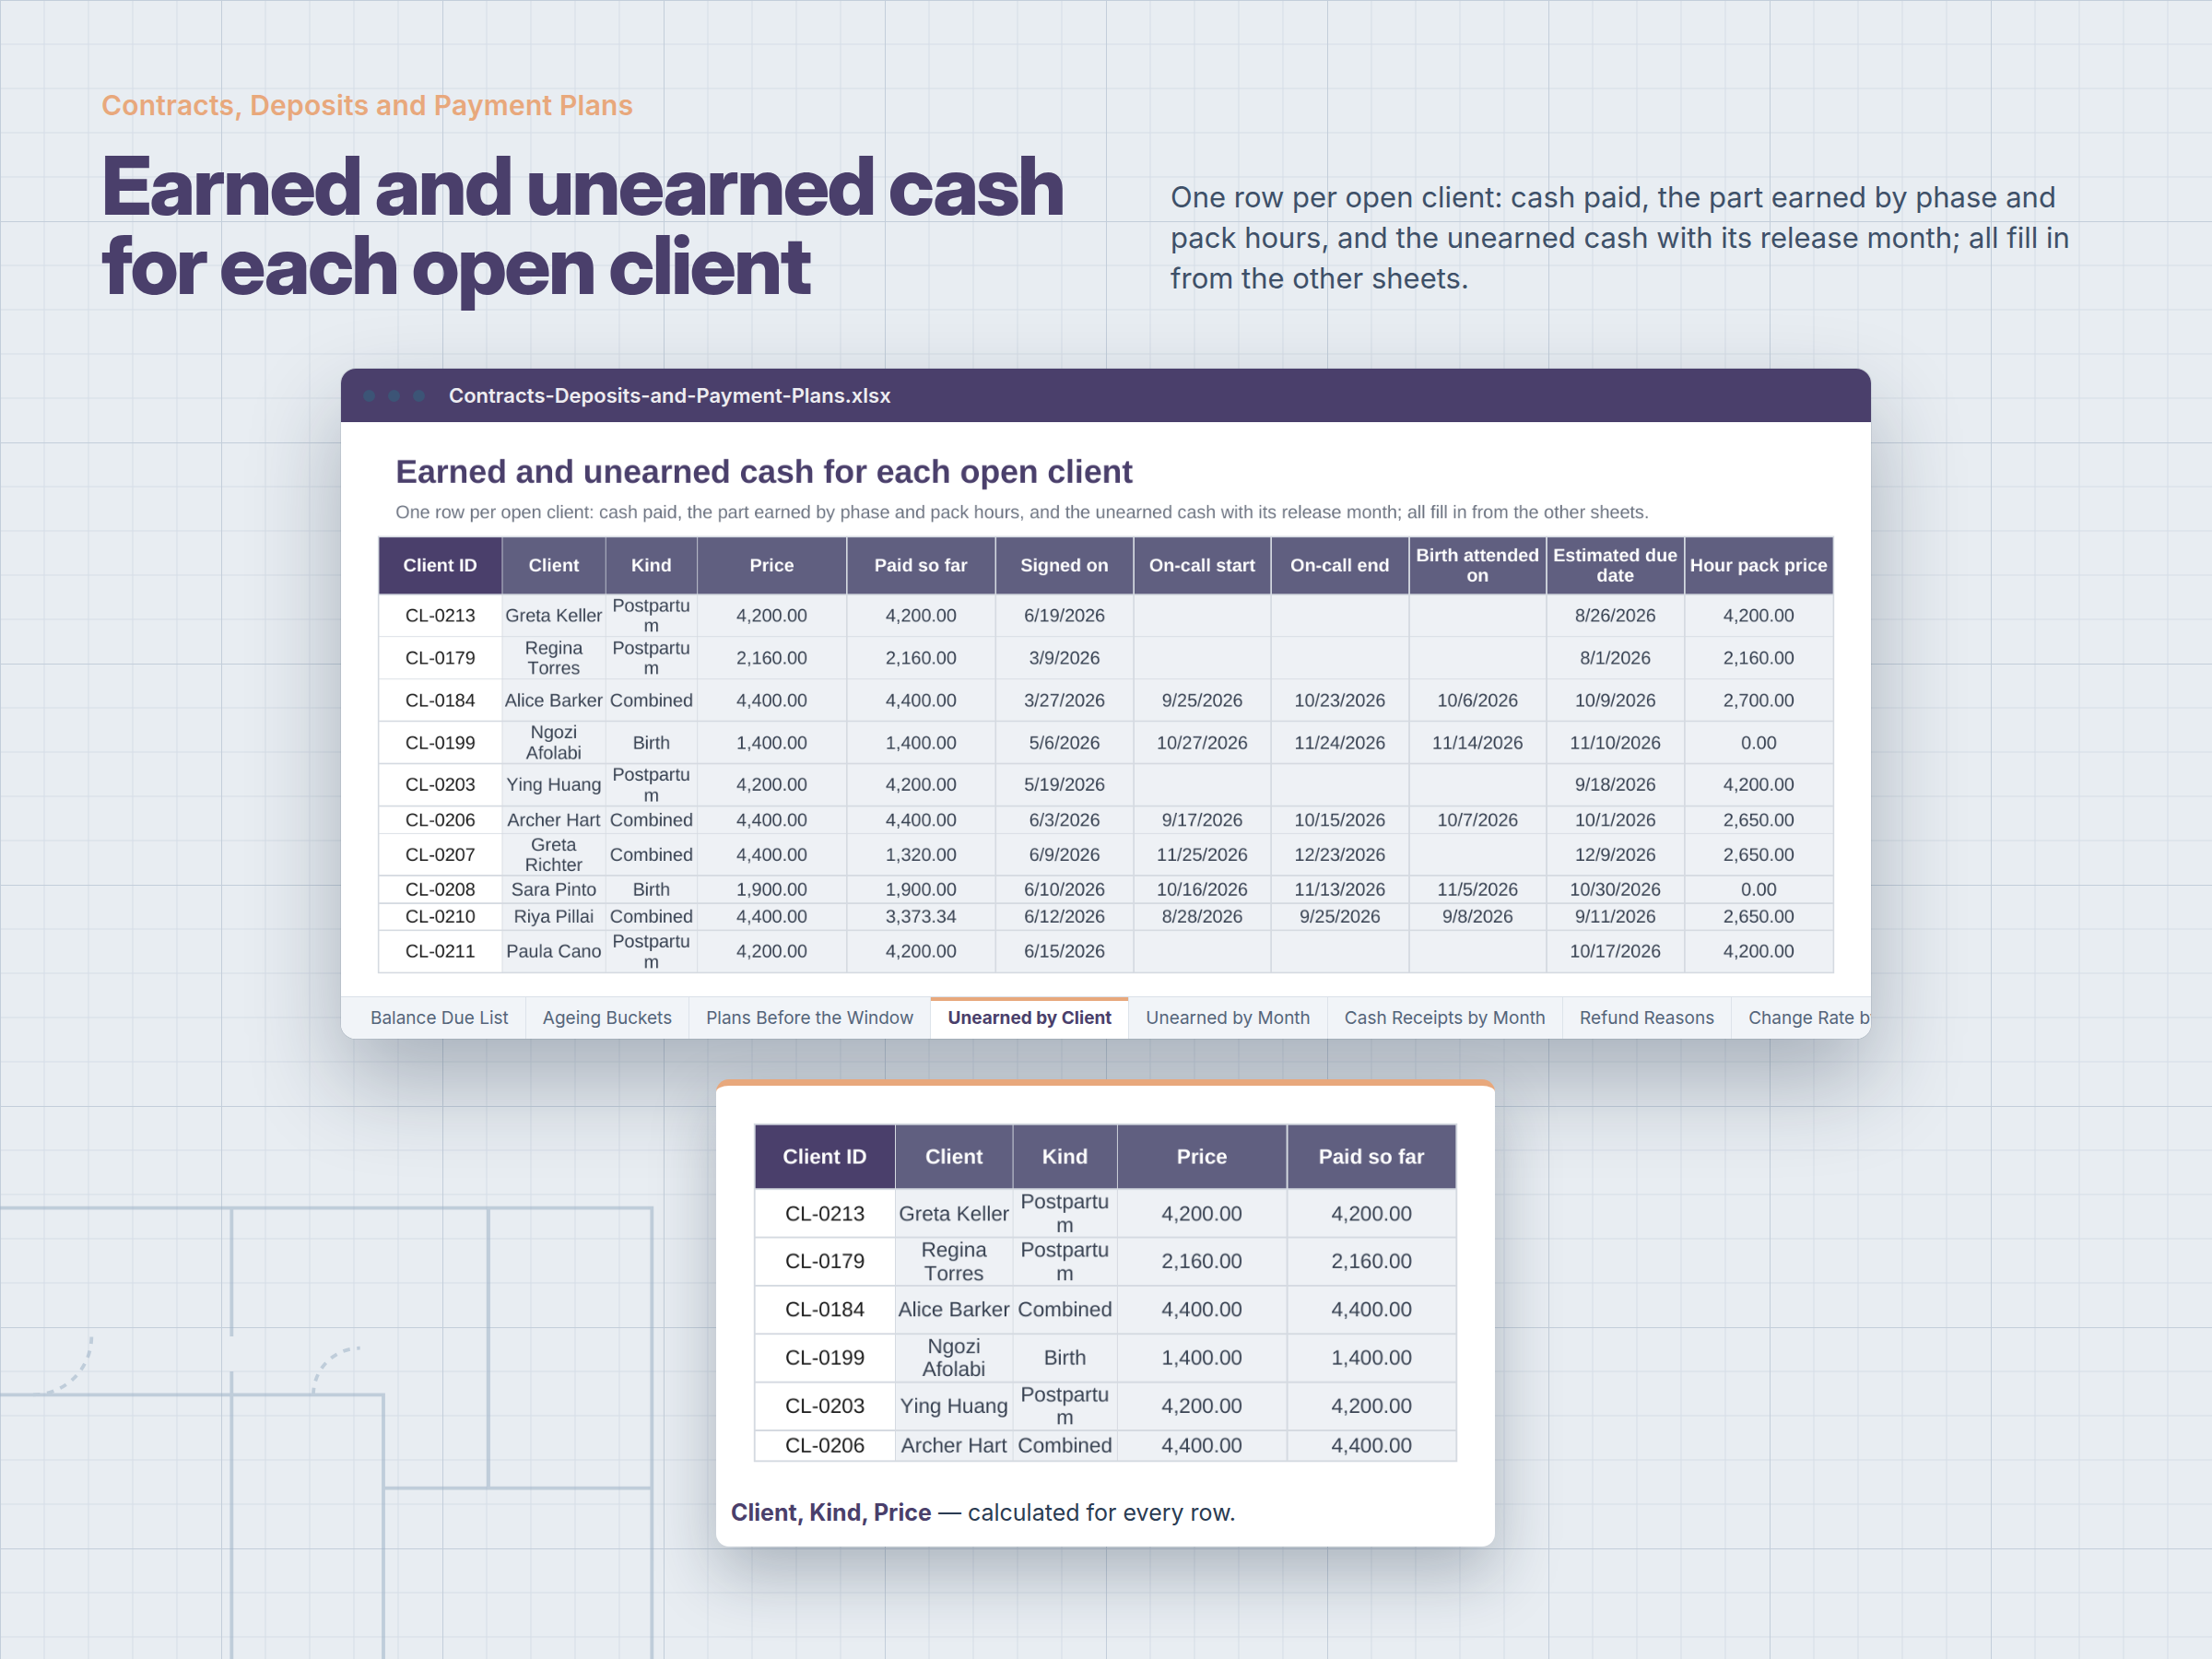 Contracts, Deposits and Payment Plans
Earned and unearned cash
for each open client
One row per open client: cash paid, the part earned by phase and
pack hours, and the unearned cash with its release month; all fill in
from the other sheets.
Contracts-Deposits-and-Payment-Plans.xlsx
Earned and unearned cash for each open client
One row per open client: cash paid, the part earned by phase and pack hours, and the unearned cash with its release month; all fill in from the other sheets.
Client ID Client Kind Price Paid so far Signed on On-call start On-call end Birth attended on Estimated due date Hour pack price
CL-0213 Greta Keller Postpartum 4,200.00 4,200.00 6/19/2026 8/26/2026 4,200.00
CL-0179 Regina Torres Postpartum 2,160.00 2,160.00 3/9/2026 8/1/2026 2,160.00
CL-0184 Alice Barker Combined 4,400.00 4,400.00 3/27/2026 9/25/2026 10/23/2026 10/6/2026 10/9/2026 2,700.00
CL-0199 Ngozi Afolabi Birth 1,400.00 1,400.00 5/6/2026 10/27/2026 11/24/2026 11/14/2026 11/10/2026 0.00
CL-0203 Ying Huang Postpartum 4,200.00 4,200.00 5/19/2026 9/18/2026 4,200.00
CL-0206 Archer Hart Combined 4,400.00 4,400.00 6/3/2026 9/17/2026 10/15/2026 10/7/2026 10/1/2026 2,650.00
CL-0207 Greta Richter Combined 4,400.00 1,320.00 6/9/2026 11/25/2026 12/23/2026 12/9/2026 2,650.00
CL-0208 Sara Pinto Birth 1,900.00 1,900.00 6/10/2026 10/16/2026 11/13/2026 11/5/2026 10/30/2026 0.00
CL-0210 Riya Pillai Combined 4,400.00 3,373.34 6/12/2026 8/28/2026 9/25/2026 9/8/2026 9/11/2026 2,650.00
CL-0211 Paula Cano Postpartum 4,200.00 4,200.00 6/15/2026 10/17/2026 4,200.00
Balance Due List Ageing Buckets Plans Before the Window Unearned by Client Unearned by Month Cash Receipts by Month Refund Reasons Change Rate b
Client ID Client Kind Price Paid so far
CL-0213 Greta Keller Postpartum 4,200.00 4,200.00
CL-0179 Regina Torres Postpartum 2,160.00 2,160.00
CL-0184 Alice Barker Combined 4,400.00 4,400.00
CL-0199 Ngozi Afolabi Birth 1,400.00 1,400.00
CL-0203 Ying Huang Postpartum 4,200.00 4,200.00
CL-0206 Archer Hart Combined 4,400.00 4,400.00
Client, Kind, Price — calculated for every row.